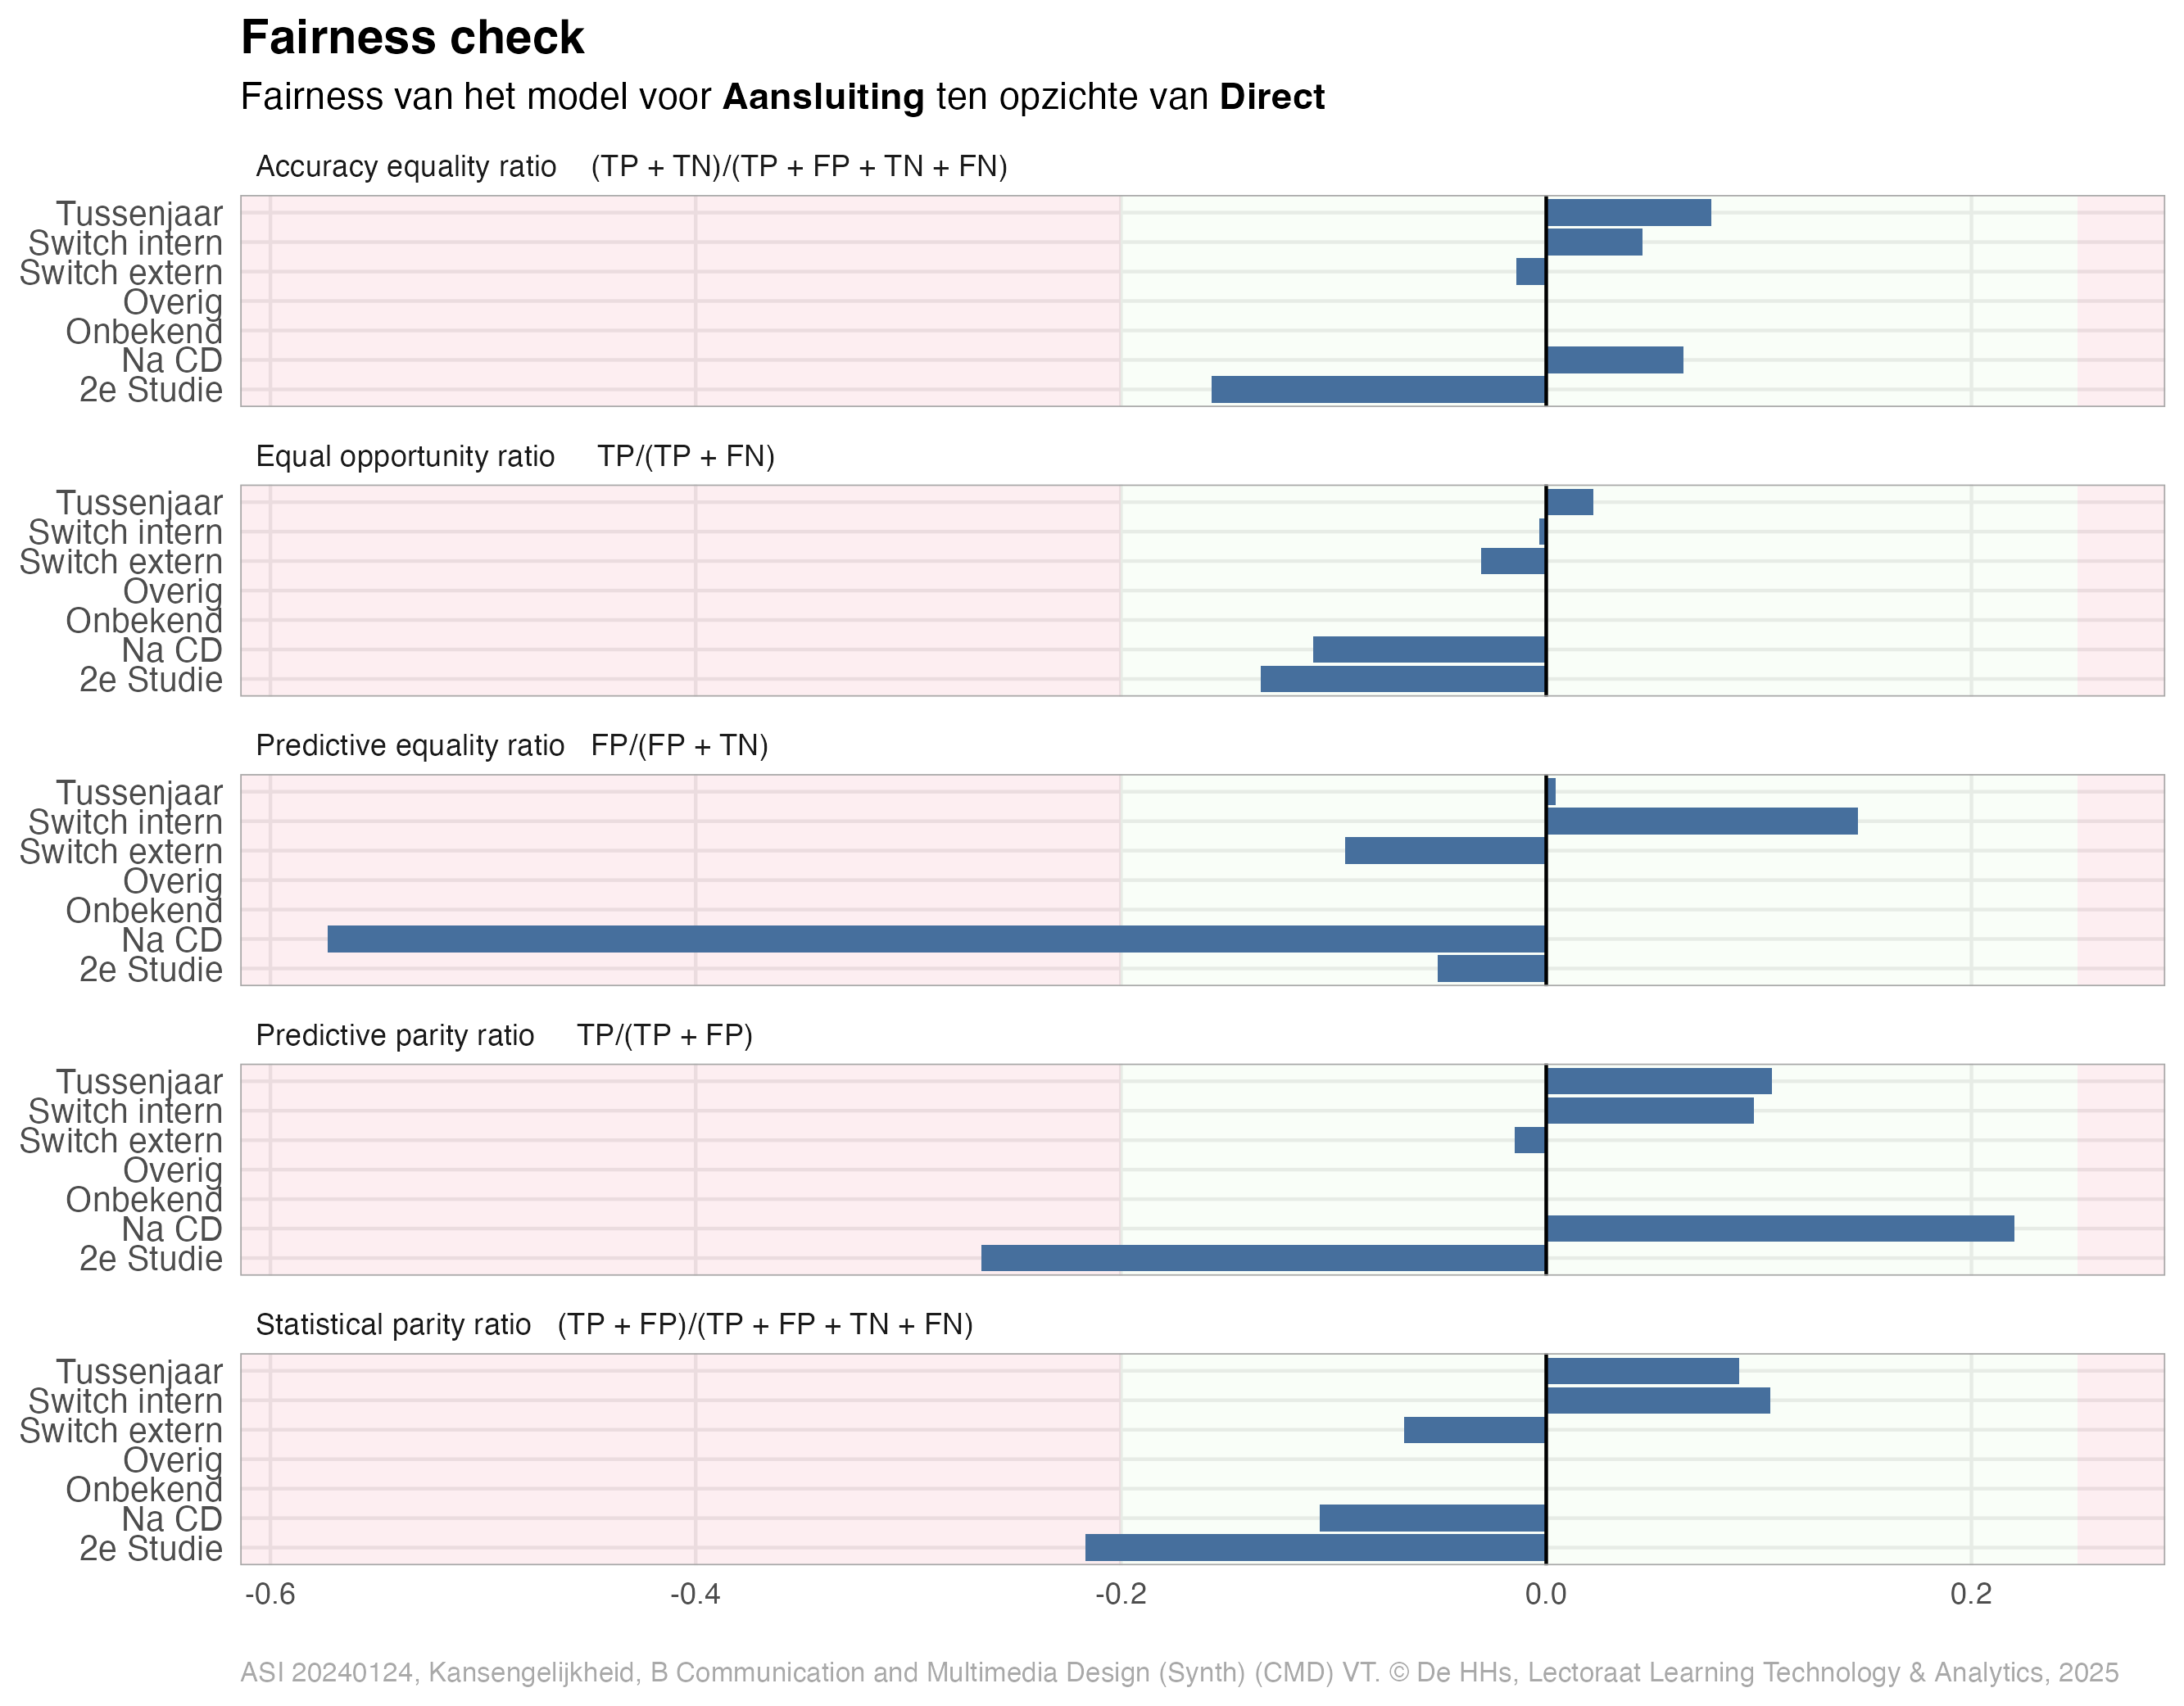 Fairness check
Fairness van het model voor Aansluiting ten opzichte van Direct
Accuracy equality ratio (TP + TN)/(TP + FP + TN + FN)
Tussenjaar
Switch intern
Switch extern
Overig
Onbekend
Na CD
2e Studie
Equal opportunity ratio TP/(TP + FN)
Tussenjaar
Switch intern
Switch extern
Overig
Onbekend
Na CD
2e Studie
Predictive equality ratio FP/(FP + TN)
Tussenjaar
Switch intern
Switch extern
Overig
Onbekend
Na CD
2e Studie
Predictive parity ratio TP/(TP + FP)
Tussenjaar
Switch intern
Switch extern
Overig
Onbekend
Na CD
2e Studie
Statistical parity ratio (TP + FP)/(TP + FP + TN + FN)
Tussenjaar
Switch intern
Switch extern
Overig
Onbekend
Na CD
2e Studie
-0.6 -0.4 -0.2 0.0 0.2
ASI 20240124, Kansengelijkheid, B Communication and Multimedia Design (Synth) (CMD) VT. © De HHs, Lectoraat Learning Technology & Analytics, 2025